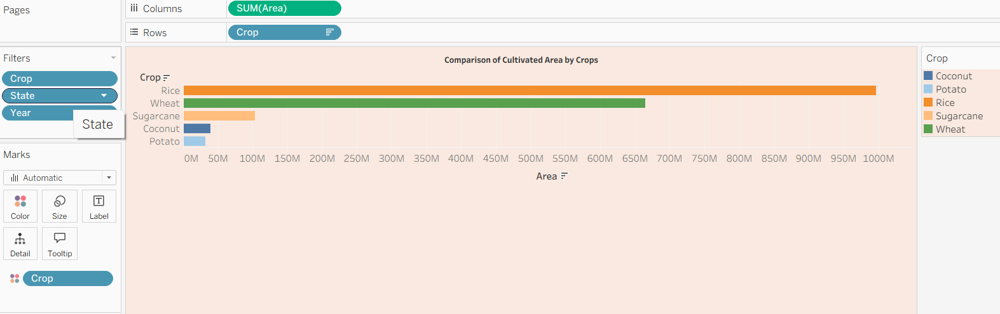 Pages
Columns
SUM(Area)
Rows
Crop
Filters
Crop
State
Year
State
Marks
Automatic
Color
Size
T
Label
Detail
Tooltip
Crop
Comparison of Cultivated Area by Crops
Crop
Rice
Wheat
Sugarcane
Coconut
Potato
0M 50M 100M 150M 200M 250M 300M 350M 400M 450M 500M 550M 600M 650M 700M 750M 800M 850M 900M 950M 1000M
Area
Crop
Coconut
Potato
Rice
Sugarcane
Wheat